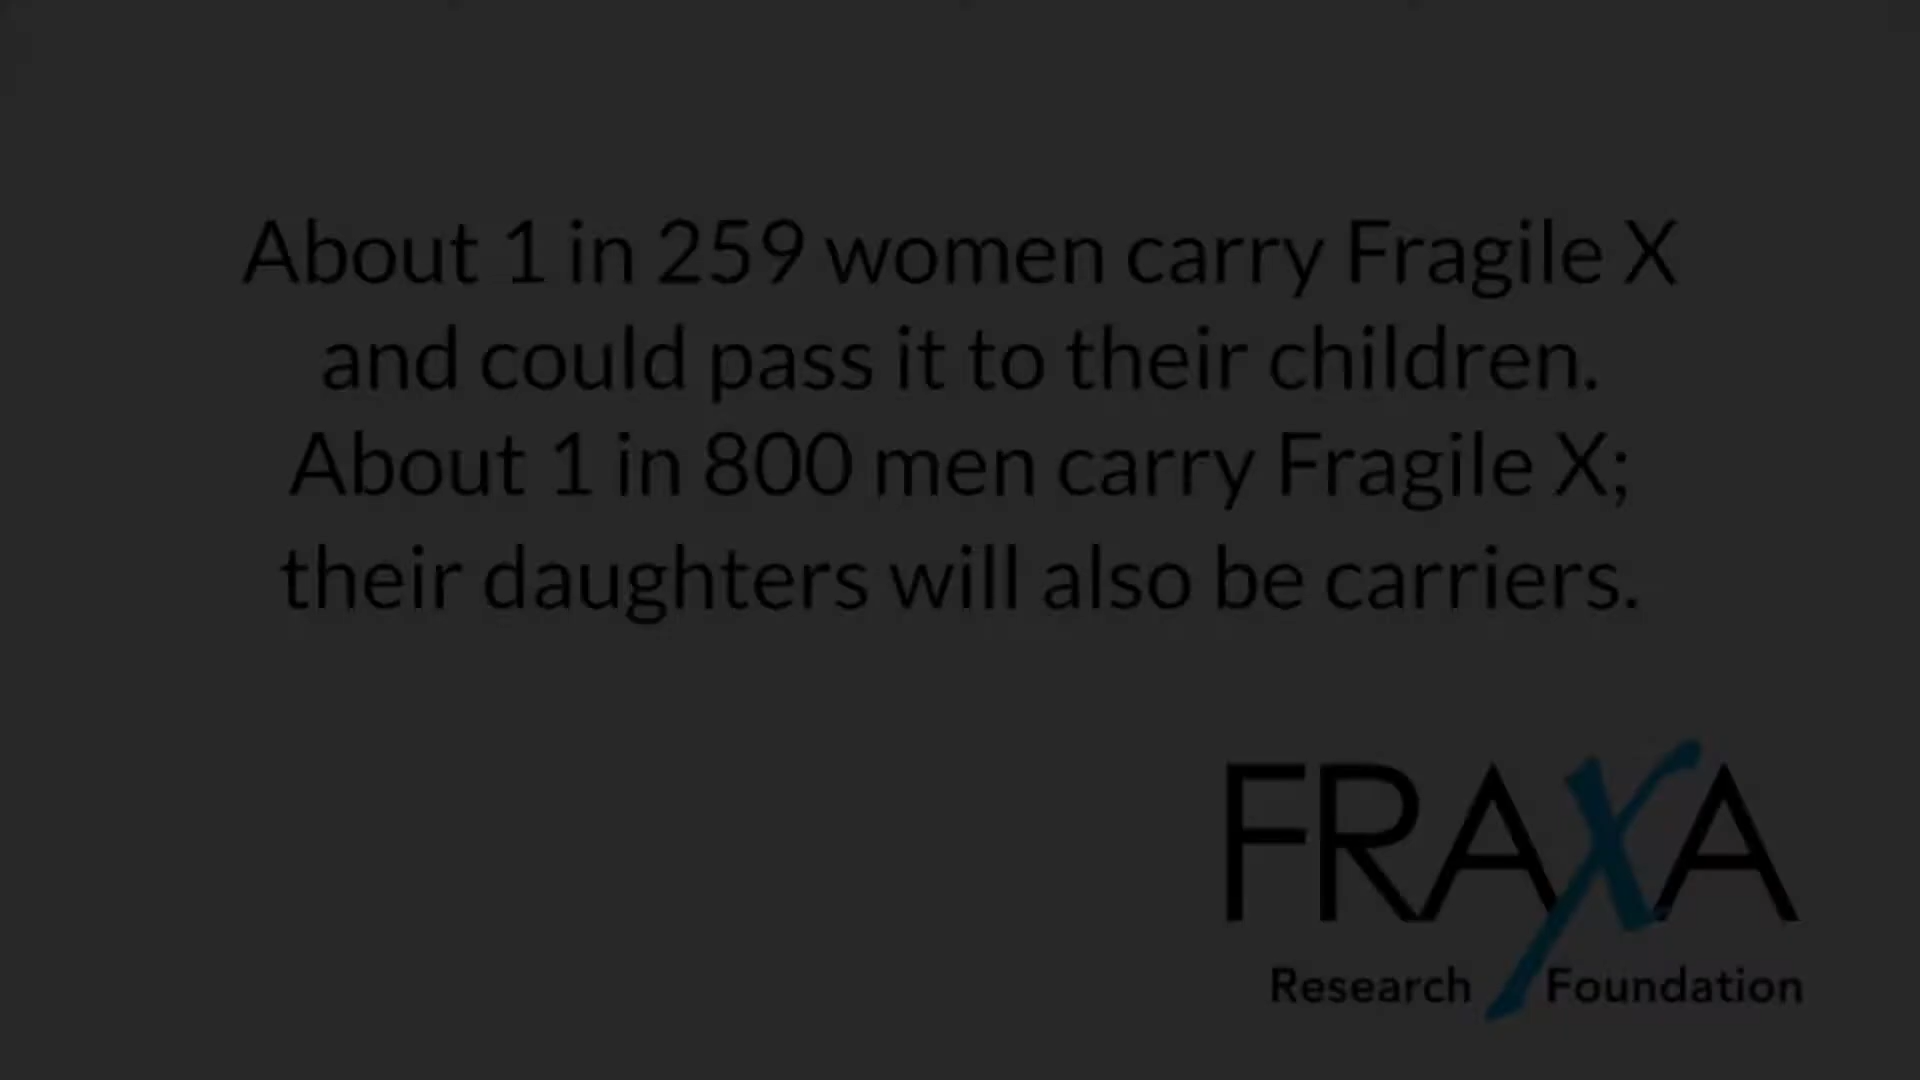 About 1 in 259 women carry Fragile X
and could pass it to their children.
About 1 in 800 men carry Fragile X;
their daughters will also be carriers.
FRAXA
Research Foundation